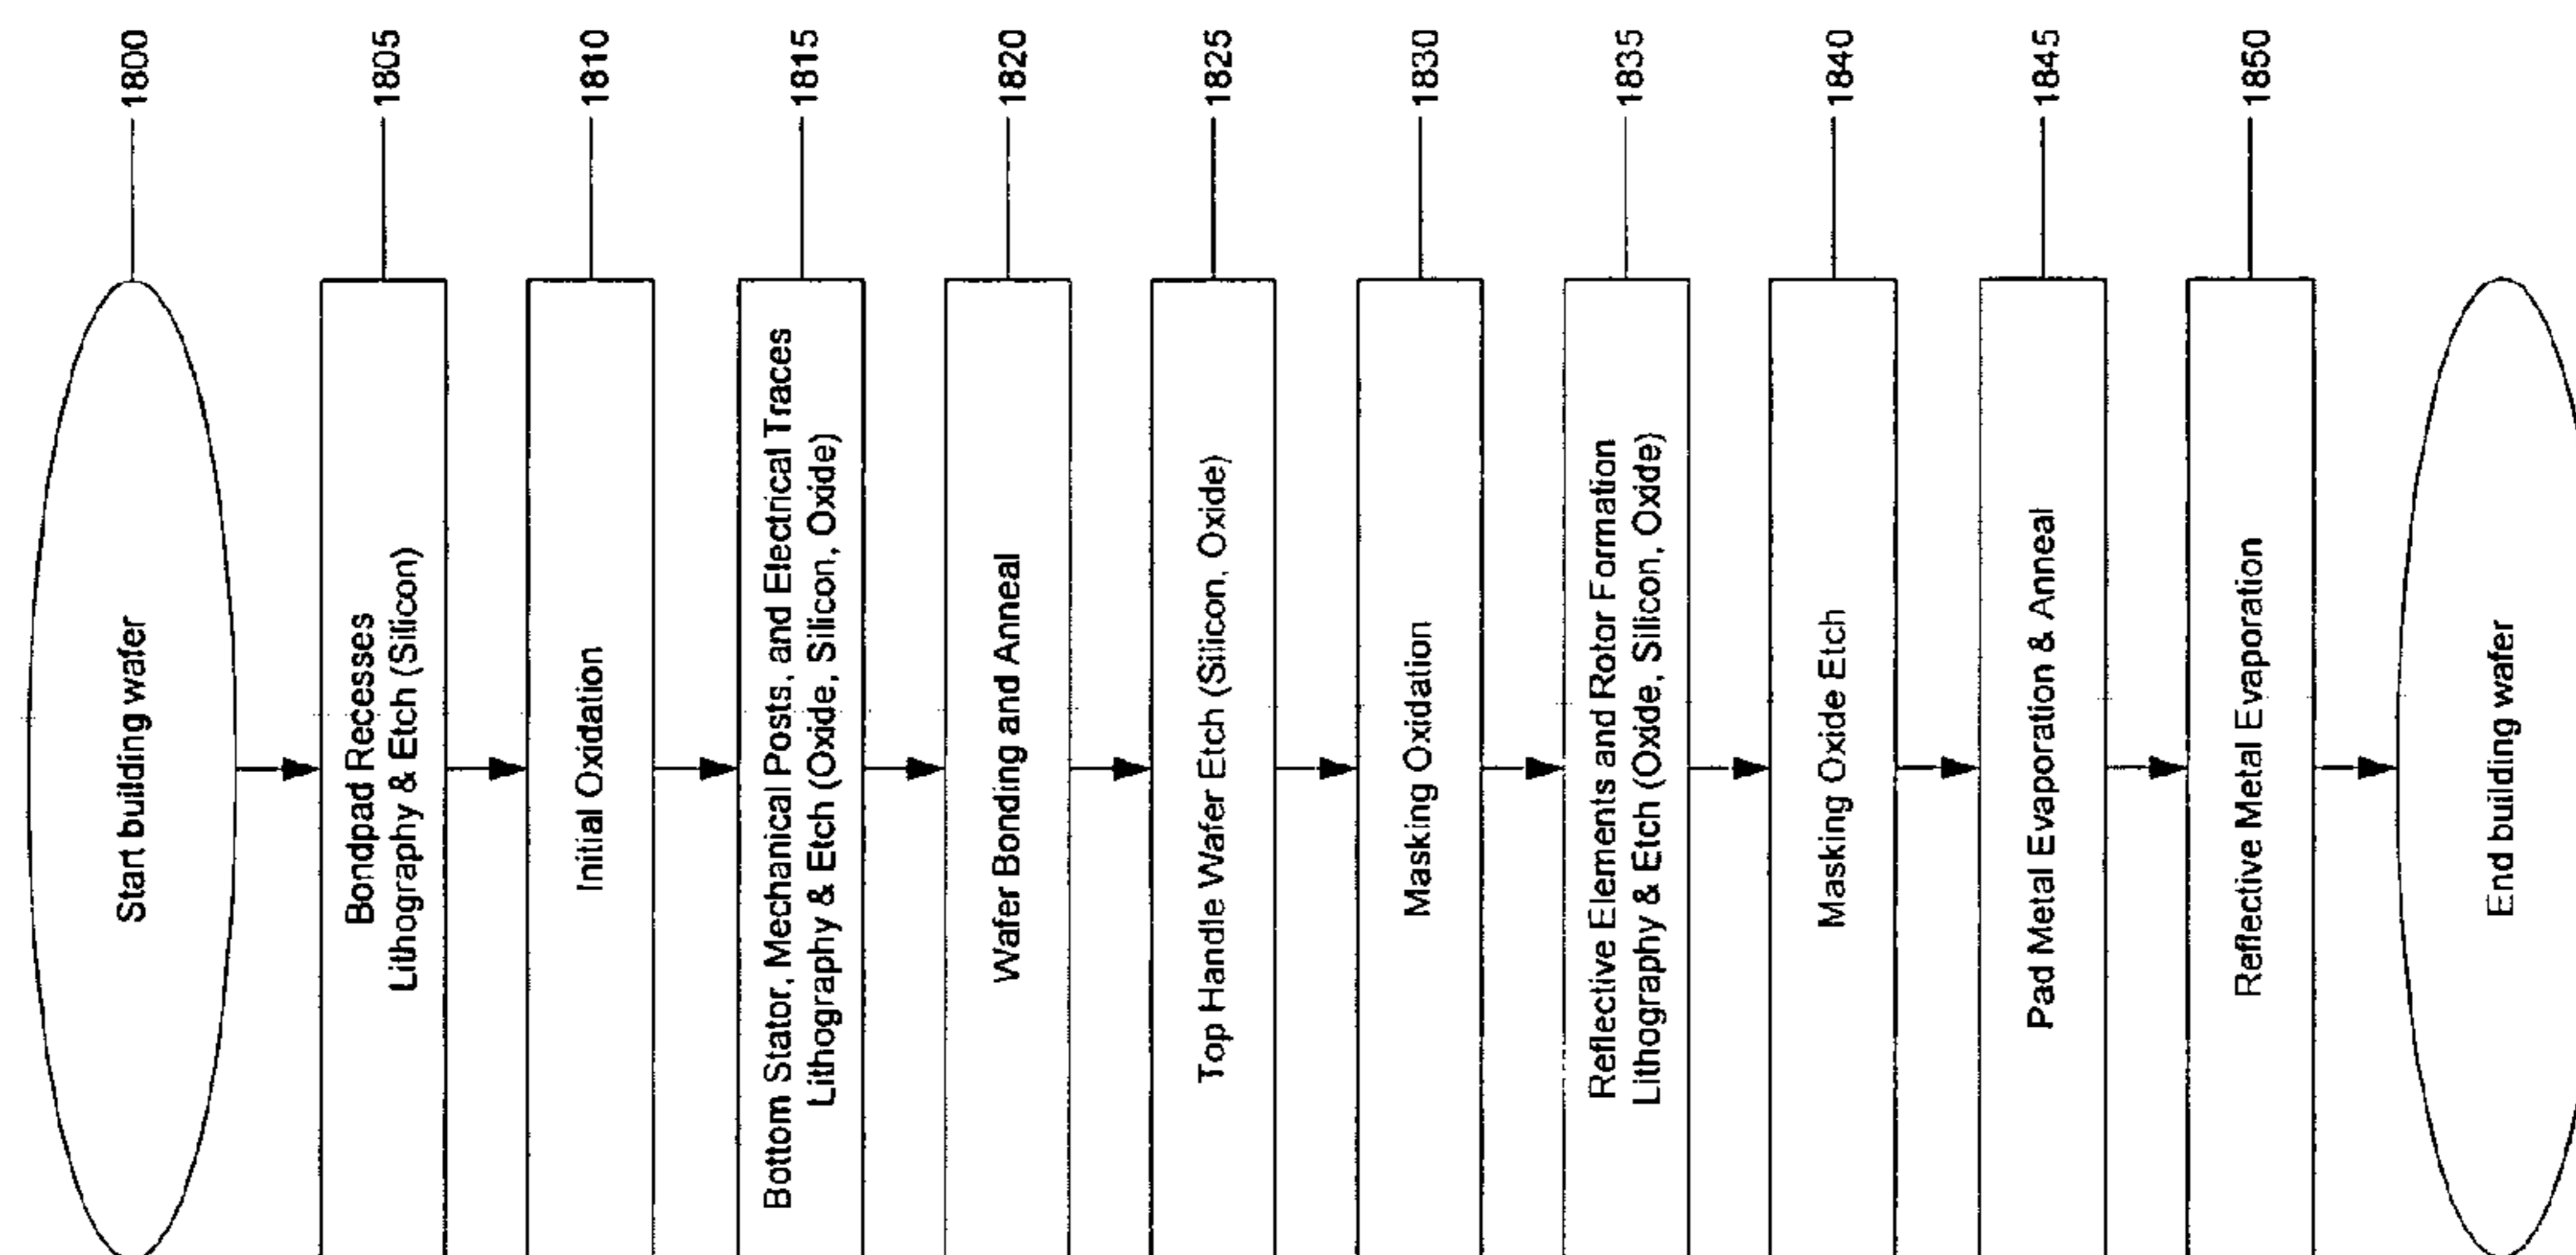 Start building wafer
1800
Bondpad Recesses
Lithography & Etch (Silicon)
1805
Initial Oxidation
1810
Bottom Stator, Mechanical Posts, and Electrical Traces
Lithography & Etch (Oxide, Silicon, Oxide)
1815
Wafer Bonding and Anneal
1820
Top Handle Wafer Etch (Silicon, Oxide)
1825
Masking Oxidation
1830
Reflective Elements and Rotor Formation
Lithography & Etch (Oxide, Silicon, Oxide)
1835
Masking Oxide Etch
1840
Pad Metal Evaporation & Anneal
1845
Reflective Metal Evaporation
1850
End building wafer